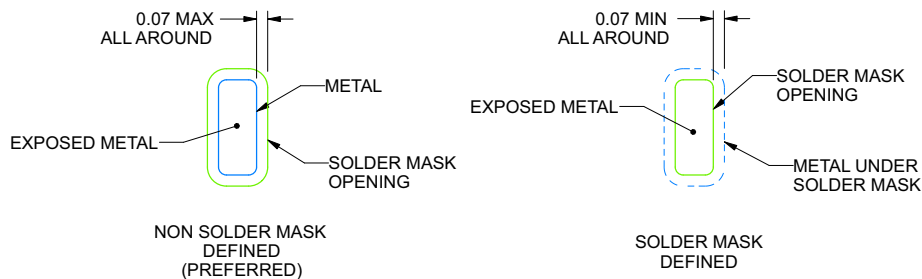 0.07 MAX
ALL AROUND
METAL
EXPOSED METAL
SOLDER MASK
OPENING
NON SOLDER MASK
DEFINED
(PREFERRED)
0.07 MIN
ALL AROUND
SOLDER MASK
OPENING
EXPOSED METAL
METAL UNDER
SOLDER MASK
SOLDER MASK
DEFINED